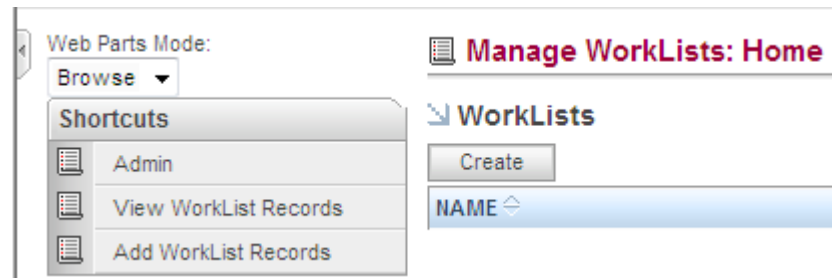 Web Parts Mode:
Browse
Shortcuts
Admin
View WorkList Records
Add WorkList Records
Manage WorkLists: Home
WorkLists
Create
NAME